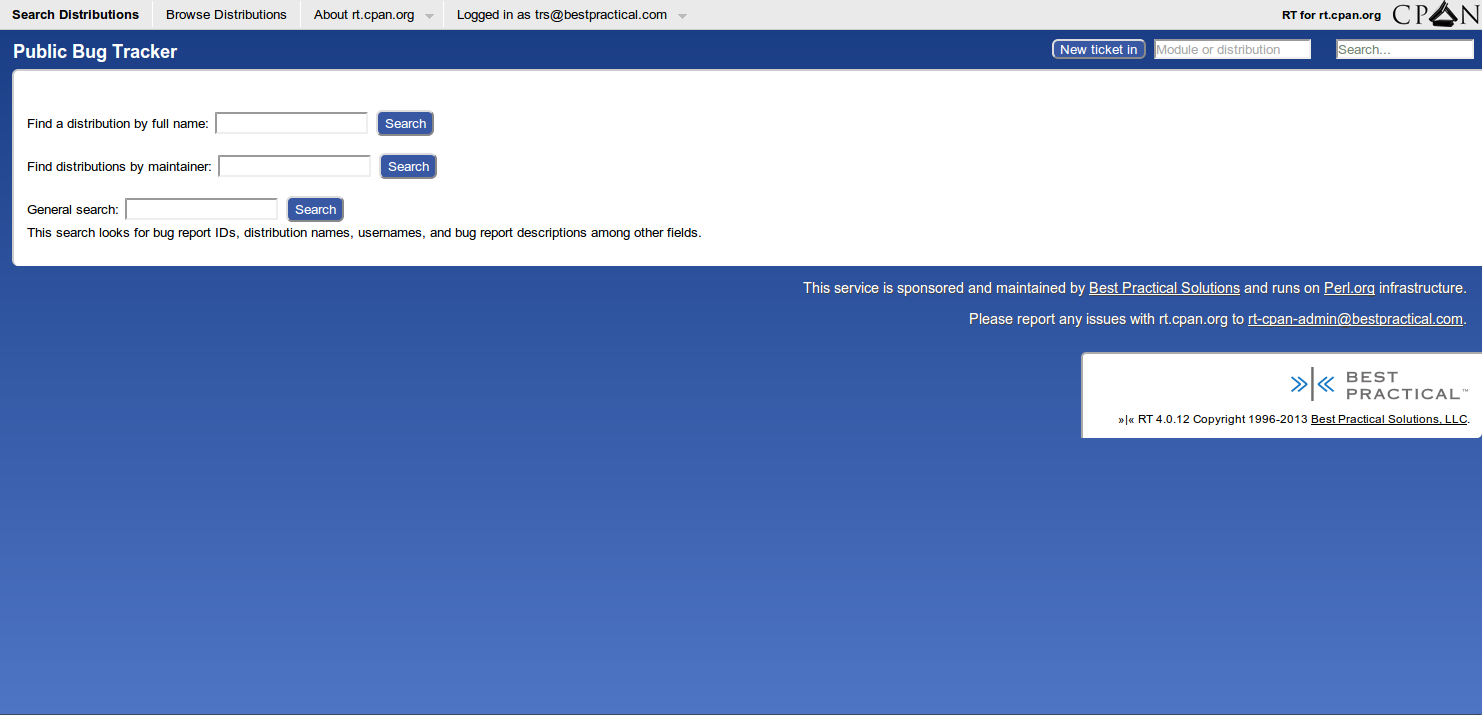 Search Distributions Browse Distributions About rt.cpan.org Logged in as trs@bestpractical.com RT for rt.cpan.org CPAN
Public Bug Tracker New ticket in Module or distribution Search...
Find a distribution by full name: Search
Find distributions by maintainer: Search
General search: Search
This search looks for bug report IDs, distribution names, usernames, and bug report descriptions among other fields.
This service is sponsored and maintained by Best Practical Solutions and runs on Perl.org infrastructure.
Please report any issues with rt.cpan.org to rt-cpan-admin@bestpractical.com.
BEST
PRACTICAL™
»|« RT 4.0.12 Copyright 1996-2013 Best Practical Solutions, LLC.